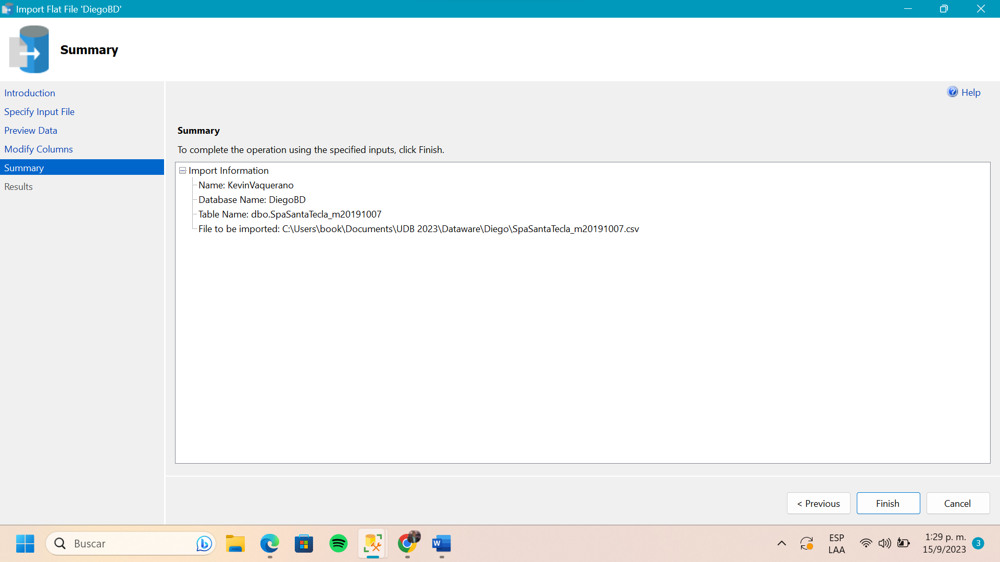 Import Flat File 'DiegoBD'
Summary
Introduction
Specify Input File
Preview Data
Modify Columns
Summary
Results
Help
Summary
To complete the operation using the specified inputs, click Finish.
Import Information
Name: KevinVaquerano
Database Name: DiegoBD
Table Name: dbo.SpaSantaTecla_m20191007
File to be imported: C:\Users\book\Documents\UDB 2023\Dataware\Diego\SpaSantaTecla_m20191007.csv
< Previous
Finish
Cancel
Buscar
W
ESP
LAA
1:29 p. m.
15/9/2023
3